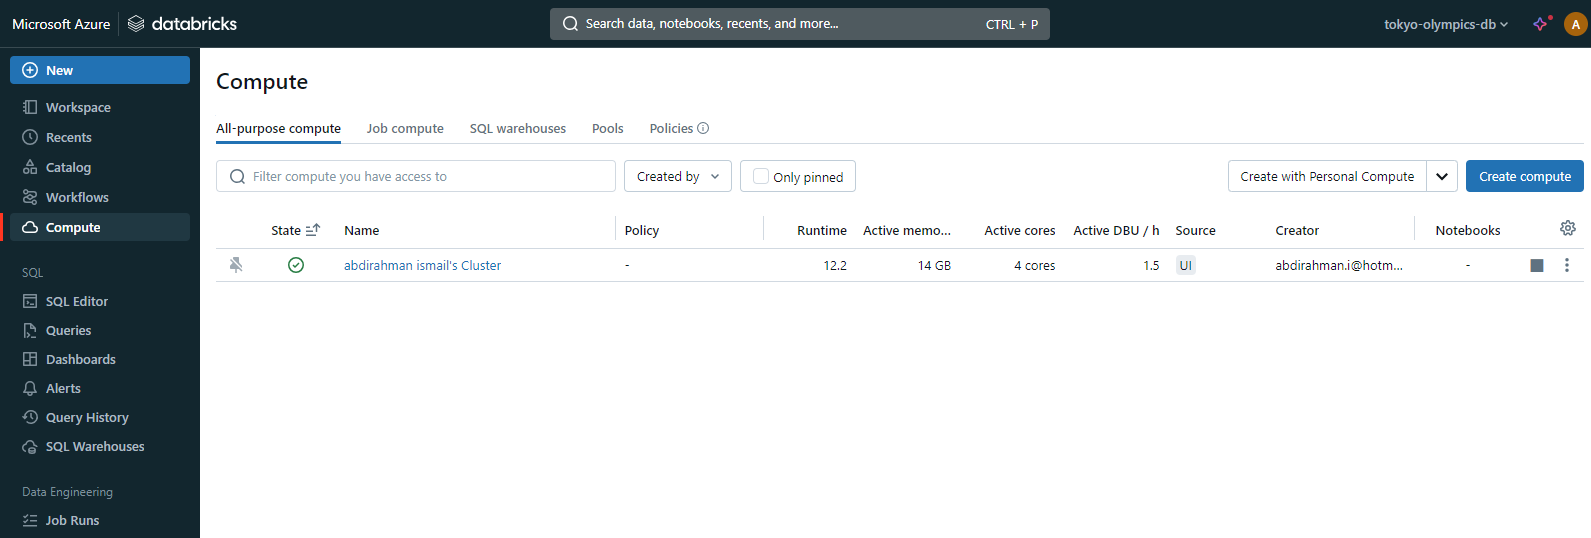 Microsoft Azure databricks Search data, notebooks, recents, and more... CTRL + P tokyo-olympics-db A
New
Workspace
Recents
Catalog
Workflows
Compute
SQL
SQL Editor
Queries
Dashboards
Alerts
Query History
SQL Warehouses
Data Engineering
Job Runs
Compute
All-purpose compute Job compute SQL warehouses Pools Policies
Filter compute you have access to Created by Only pinned Create with Personal Compute Create compute
State Name Policy Runtime Active memo... Active cores Active DBU / h Source Creator Notebooks
abdirahman ismail's Cluster - 12.2 14 GB 4 cores 1.5 UI abdirahman.i@hotm... -